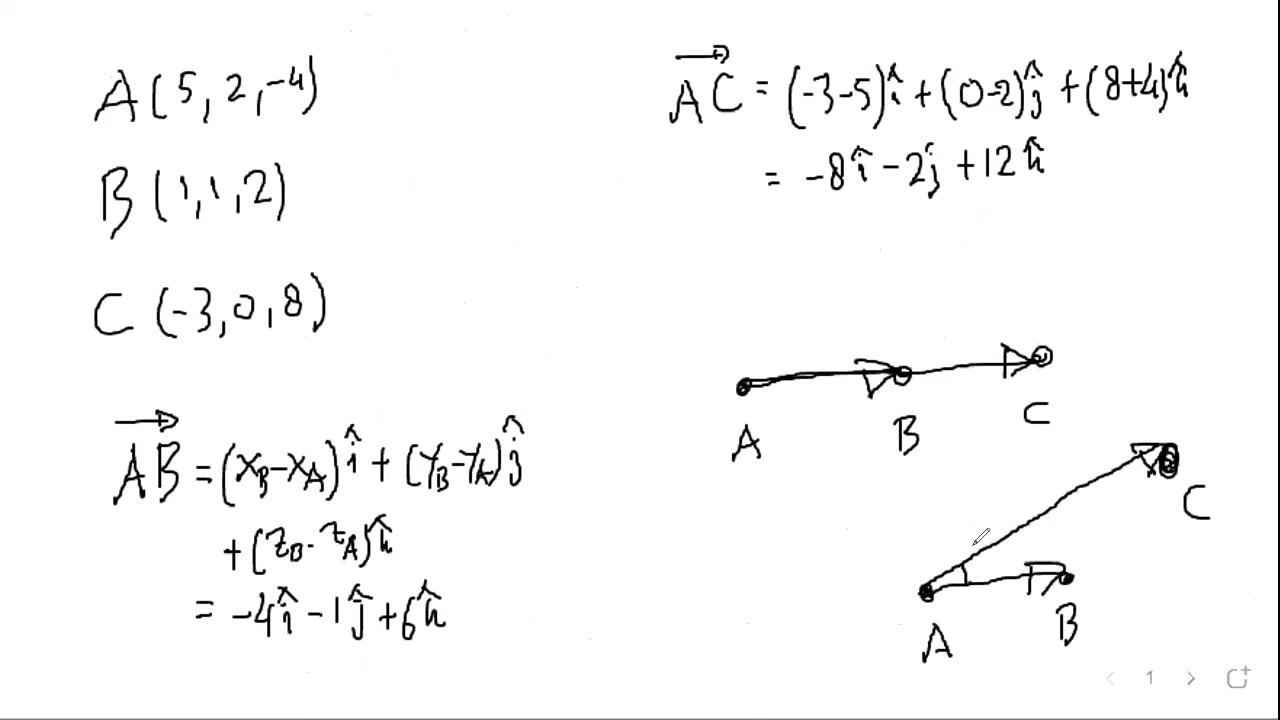 A(5, 2, -4)
B (1, 1, 2)
C (-3, 0, 8)
→AB = (x_B - x_A)î + (y_B - y_A)ĵ
+ (z_B - z_A)k̂
= -4î - 1ĵ + 6k̂
→AC = (-3-5)î + (0-2)ĵ + (8+4)k̂
= -8î - 2j + 12k̂
A B C
C
A B
1